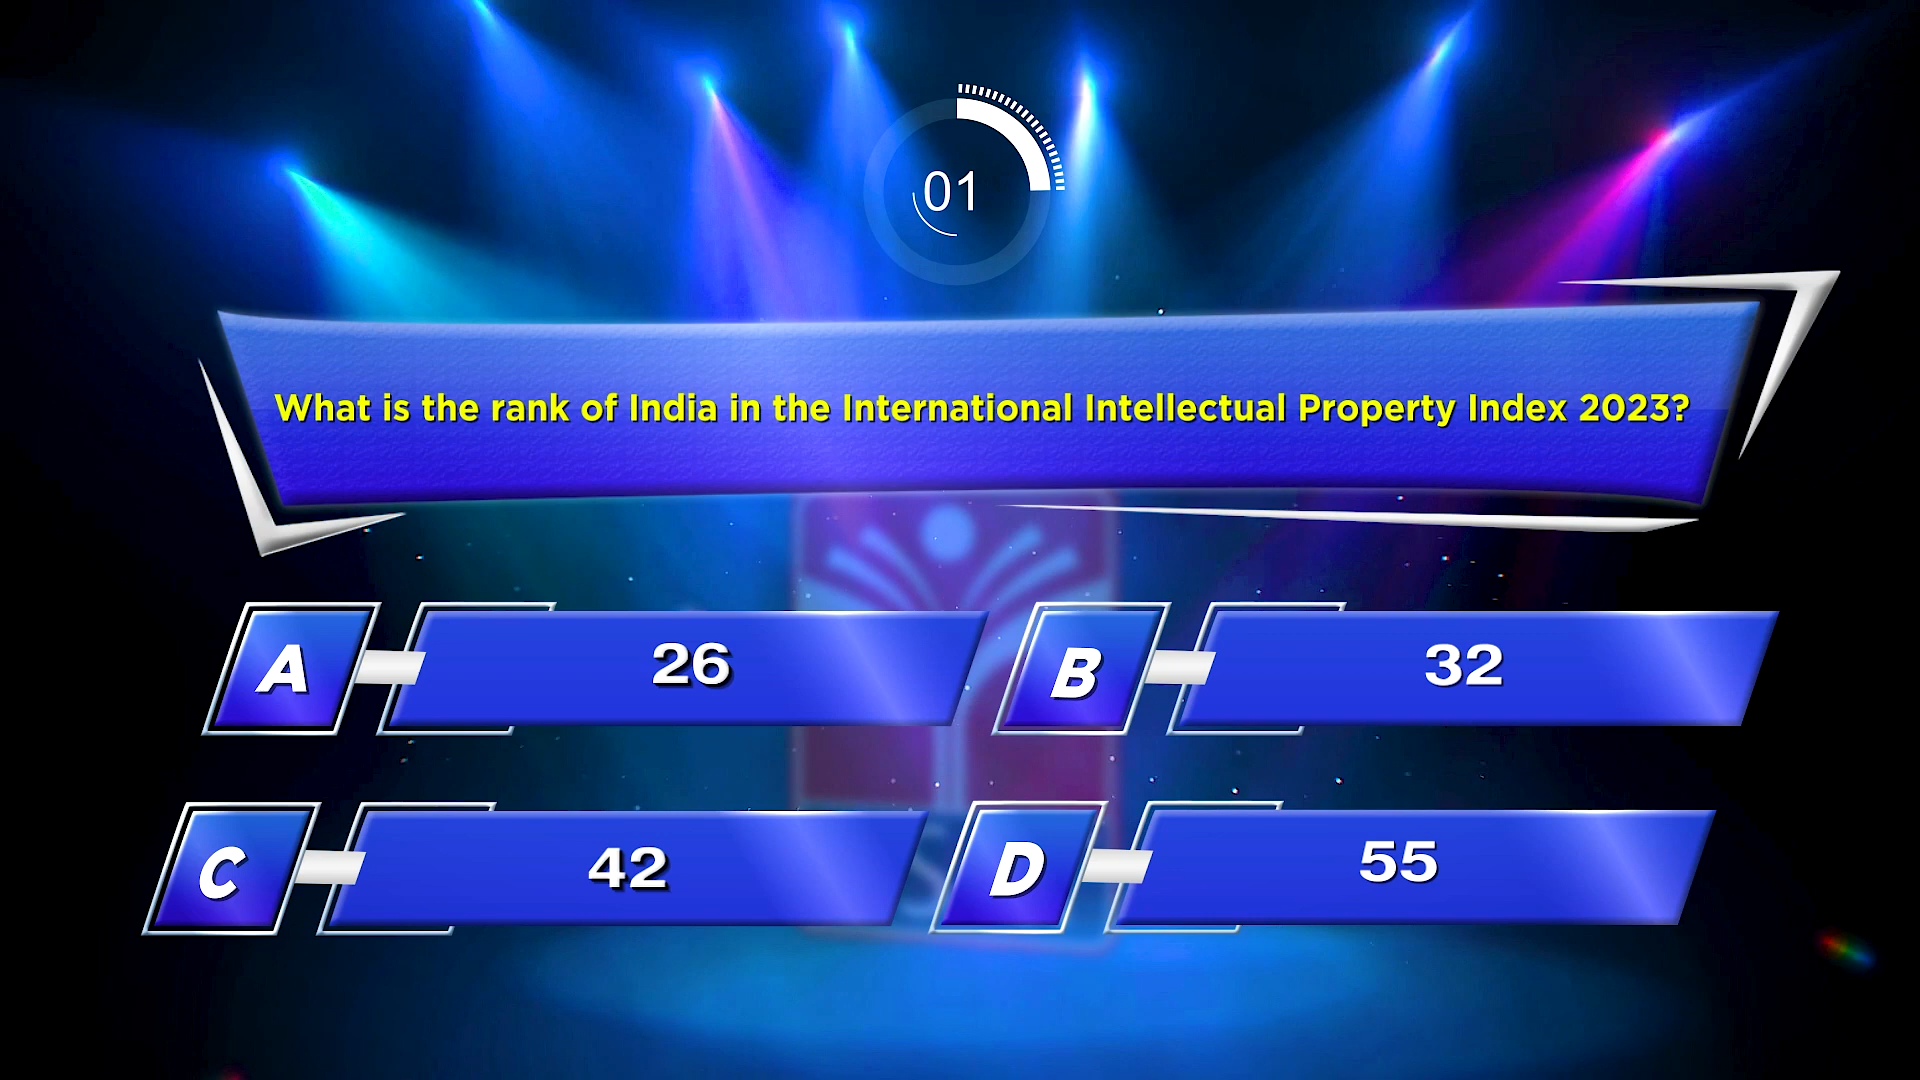 01
What is the rank of India in the International Intellectual Property Index 2023?
A 26
B 32
C 42
D 55